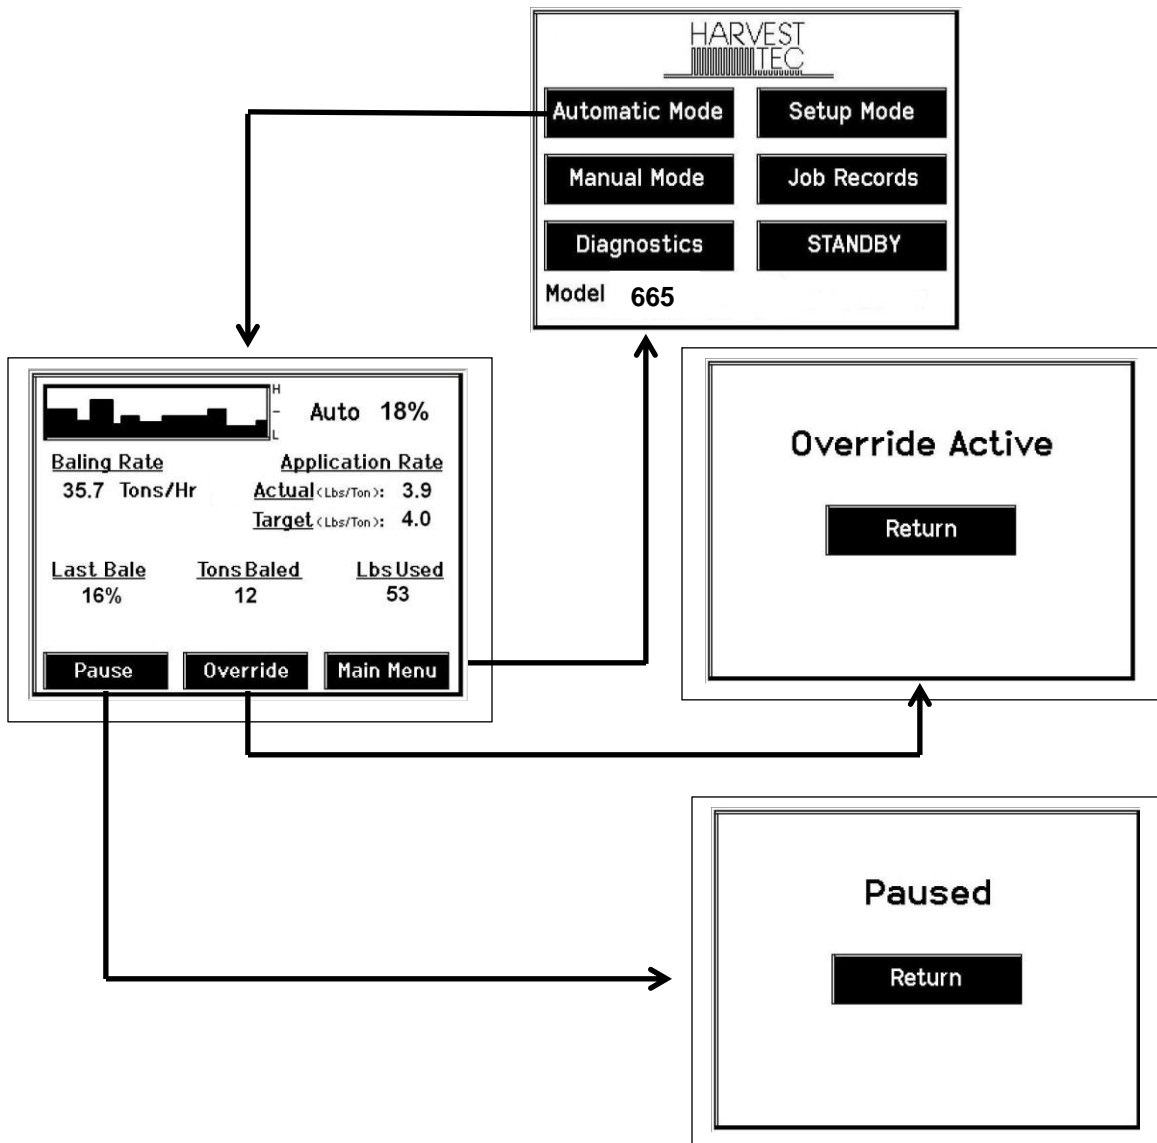 HARVEST
TEC
Automatic Mode Setup Mode
Manual Mode Job Records
Diagnostics STANDBY
Model 665
H
–
L
Auto 18%
Baling Rate Application Rate
35.7 Tons/Hr Actual (Lbs/Ton): 3.9
Target (Lbs/Ton): 4.0
Last Bale Tons Baled Lbs Used
16% 12 53
Pause Override Main Menu
Override Active
Return
Paused
Return